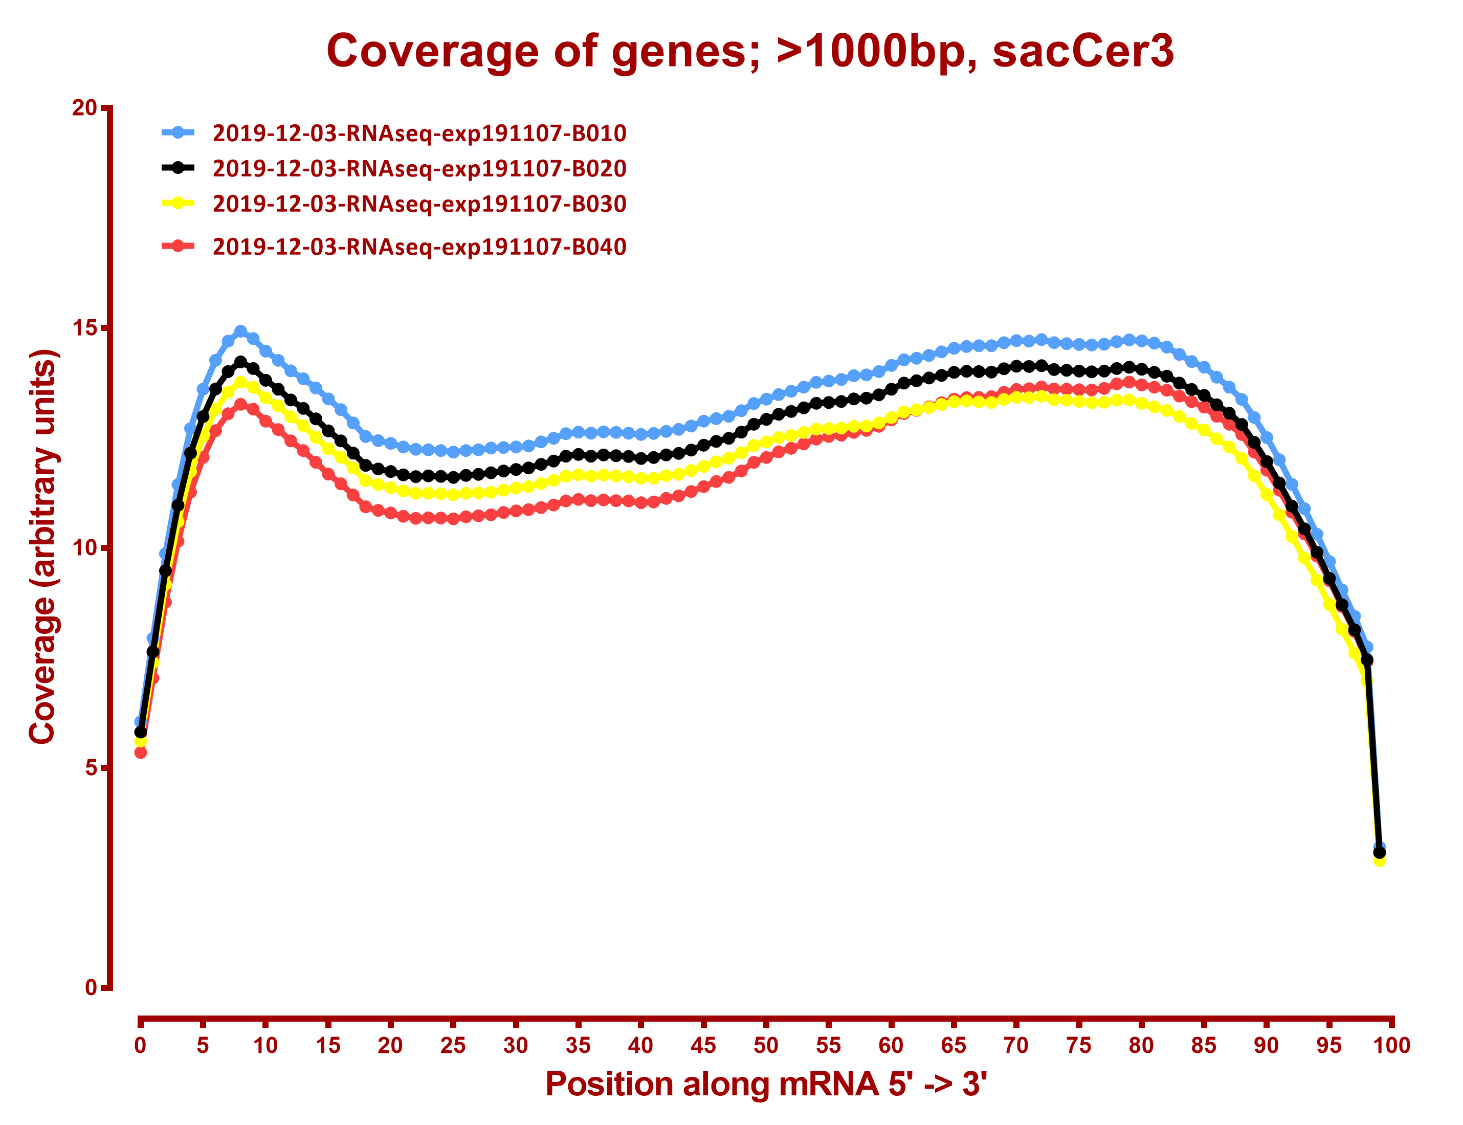 Coverage of genes; >1000bp, sacCer3
20
2019-12-03-RNAseq-exp191107-B010
2019-12-03-RNAseq-exp191107-B020
2019-12-03-RNAseq-exp191107-B030
2019-12-03-RNAseq-exp191107-B040
15
10
5
0
Coverage (arbitrary units)
0 5 10 15 20 25 30 35 40 45 50 55 60 65 70 75 80 85 90 95 100
Position along mRNA 5' -> 3'